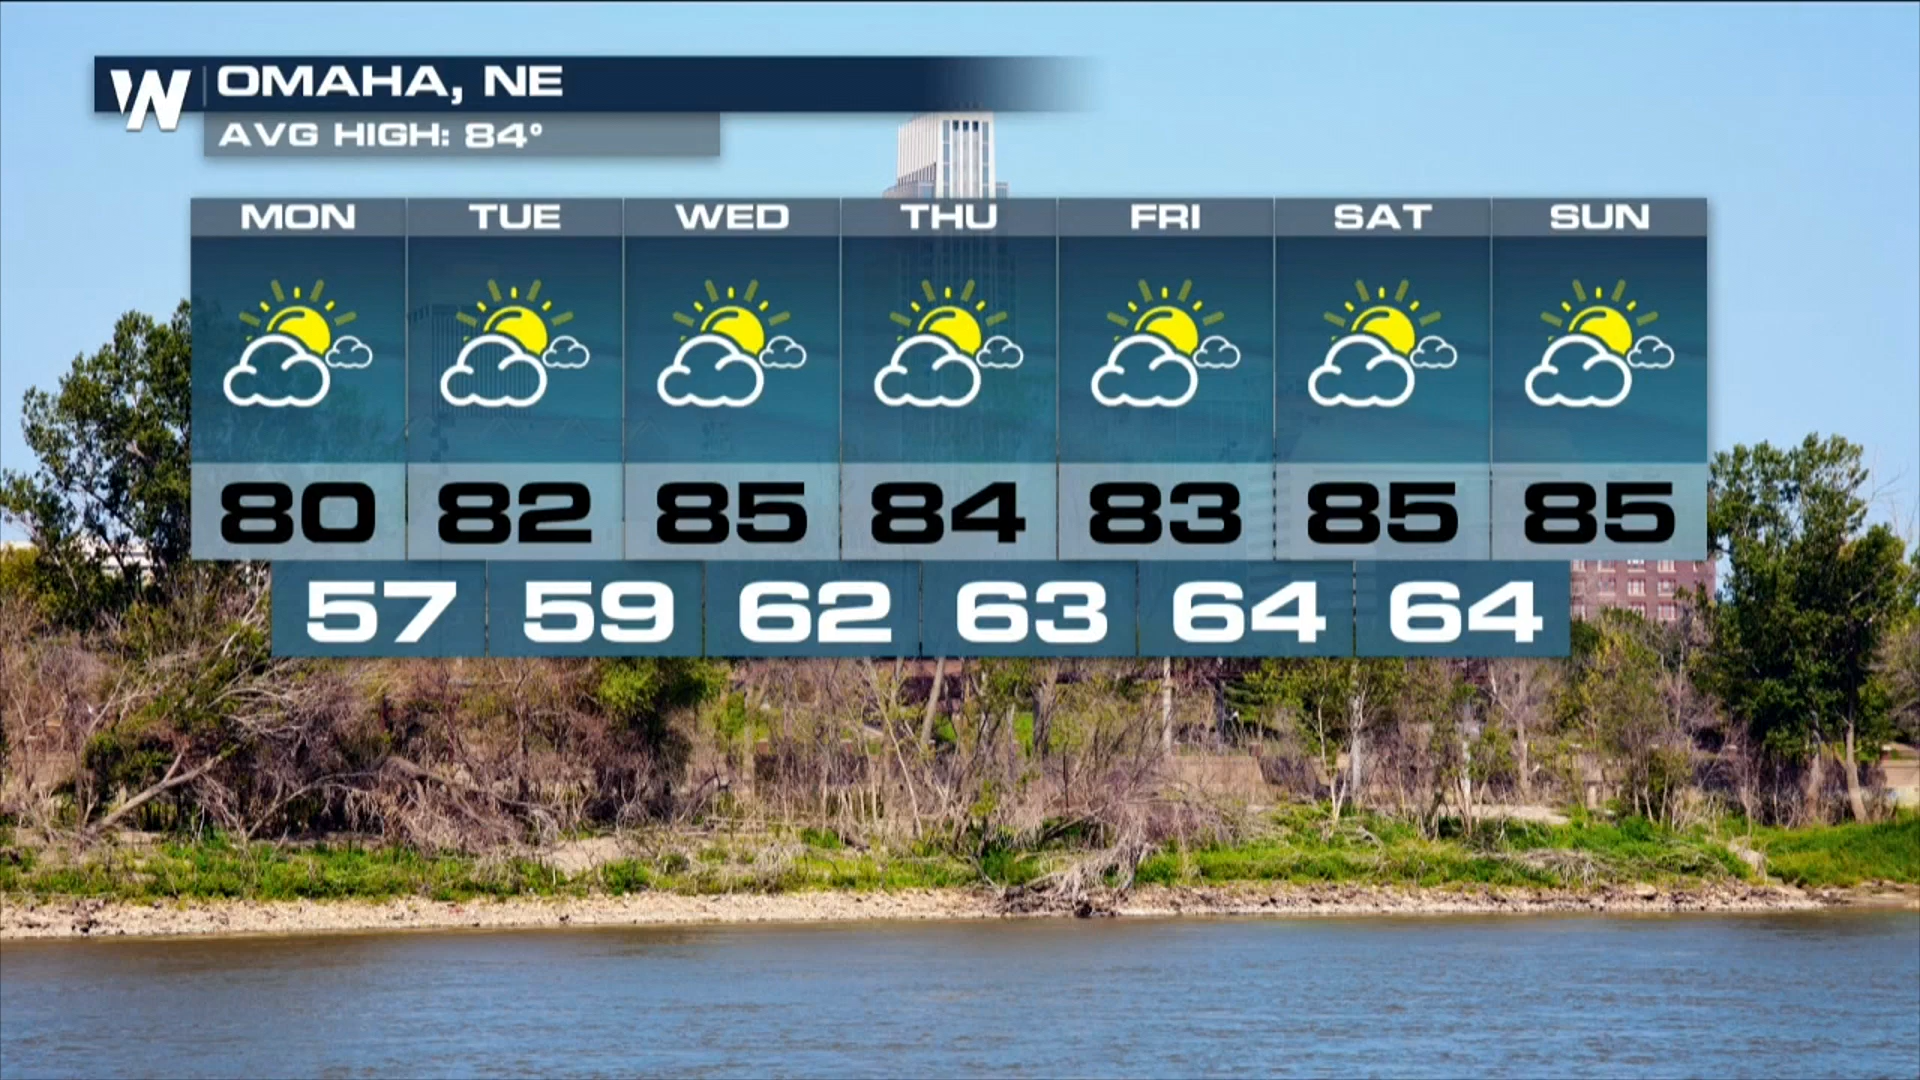 W OMAHA, NE
AVG HIGH: 84°
MON TUE WED THU FRI SAT SUN
80 82 85 84 83 85 85
57 59 62 63 64 64